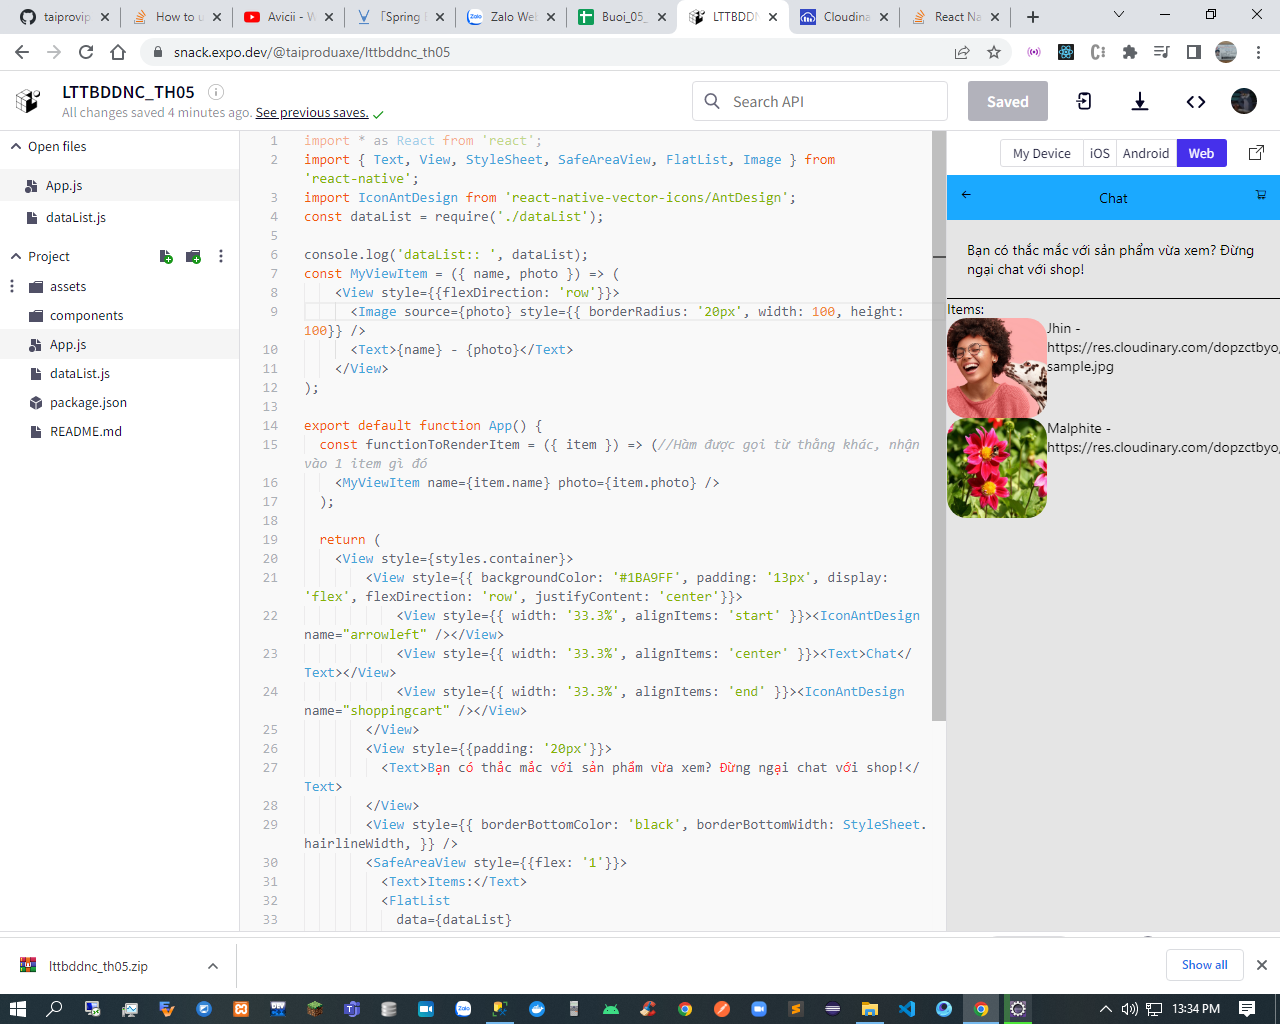 taiprovip
How to u
Avicii - W
「Spring
Zalo Web
Buoi_05_
LTTBDDN
Cloudina
React Na
snack.expo.dev/@taiproduaxe/lttbddnc_th05
LTTBDDNC_TH05
All changes saved 4 minutes ago. See previous saves.
Search API
Saved
Open files
App.js
dataList.js
Project
assets
components
App.js
dataList.js
package.json
README.md
1 import * as React from 'react';
2 import { Text, View, StyleSheet, SafeAreaView, FlatList, Image } from
'react-native';
3 import IconAntDesign from 'react-native-vector-icons/AntDesign';
4 const dataList = require('./dataList');
5
6 console.log('dataList:: ', dataList);
7 const MyViewItem = ({ name, photo }) => (
8 <View style={{flexDirection: 'row'}}>
9 <Image source={photo} style={{ borderRadius: '20px', width: 100, height:
100}} />
10 <Text>{name} - {photo}</Text>
11 </View>
12 );
13
14 export default function App() {
15 const functionToRenderItem = ({ item }) => (//Hàm được gọi từ thằng khác, nhận
vào 1 item gì đó
16 <MyViewItem name={item.name} photo={item.photo} />
17 );
18
19 return (
20 <View style={styles.container}>
21 <View style={{ backgroundColor: '#1BA9FF', padding: '13px', display:
'flex', flexDirection: 'row', justifyContent: 'center'}}>
22 <View style={{ width: '33.3%', alignItems: 'start' }}><IconAntDesign
name="arrowleft" /></View>
23 <View style={{ width: '33.3%', alignItems: 'center' }}><Text>Chat</
Text></View>
24 <View style={{ width: '33.3%', alignItems: 'end' }}><IconAntDesign
name="shoppingcart" /></View>
25 </View>
26 <View style={{padding: '20px'}}>
27 <Text>Bạn có thắc mắc với sản phẩm vừa xem? Đừng ngại chat với shop!</
Text>
28 </View>
29 <View style={{ borderBottomColor: 'black', borderBottomWidth: StyleSheet.
hairlineWidth, }} />
30 <SafeAreaView style={{flex: '1'}}>
31 <Text>Items:</Text>
32 <FlatList
33 data={dataList}
My Device
iOS
Android
Web
Chat
Bạn có thắc mắc với sản phẩm vừa xem? Đừng
ngại chat với shop!
Items:
Jhin -
https://res.cloudinary.com/dopzctbyo/
sample.jpg
Malphite -
https://res.cloudinary.com/dopzctbyo/
lttbddnc_th05.zip
Show all
13:34 PM